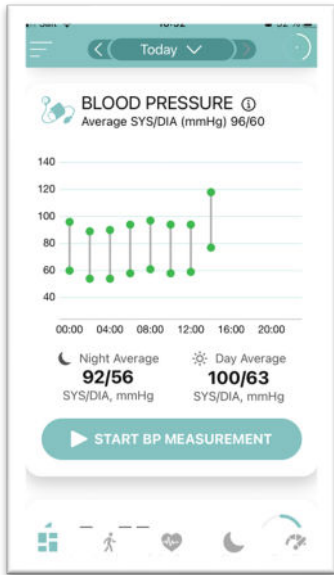 Today
BLOOD PRESSURE
Average SYS/DIA (mmHg) 96/60
140
120
100
80
60
40
00:00 04:00 08:00 12:00 16:00 20:00
Night Average Day Average
92/56 100/63
SYS/DIA, mmHg SYS/DIA, mmHg
START BP MEASUREMENT